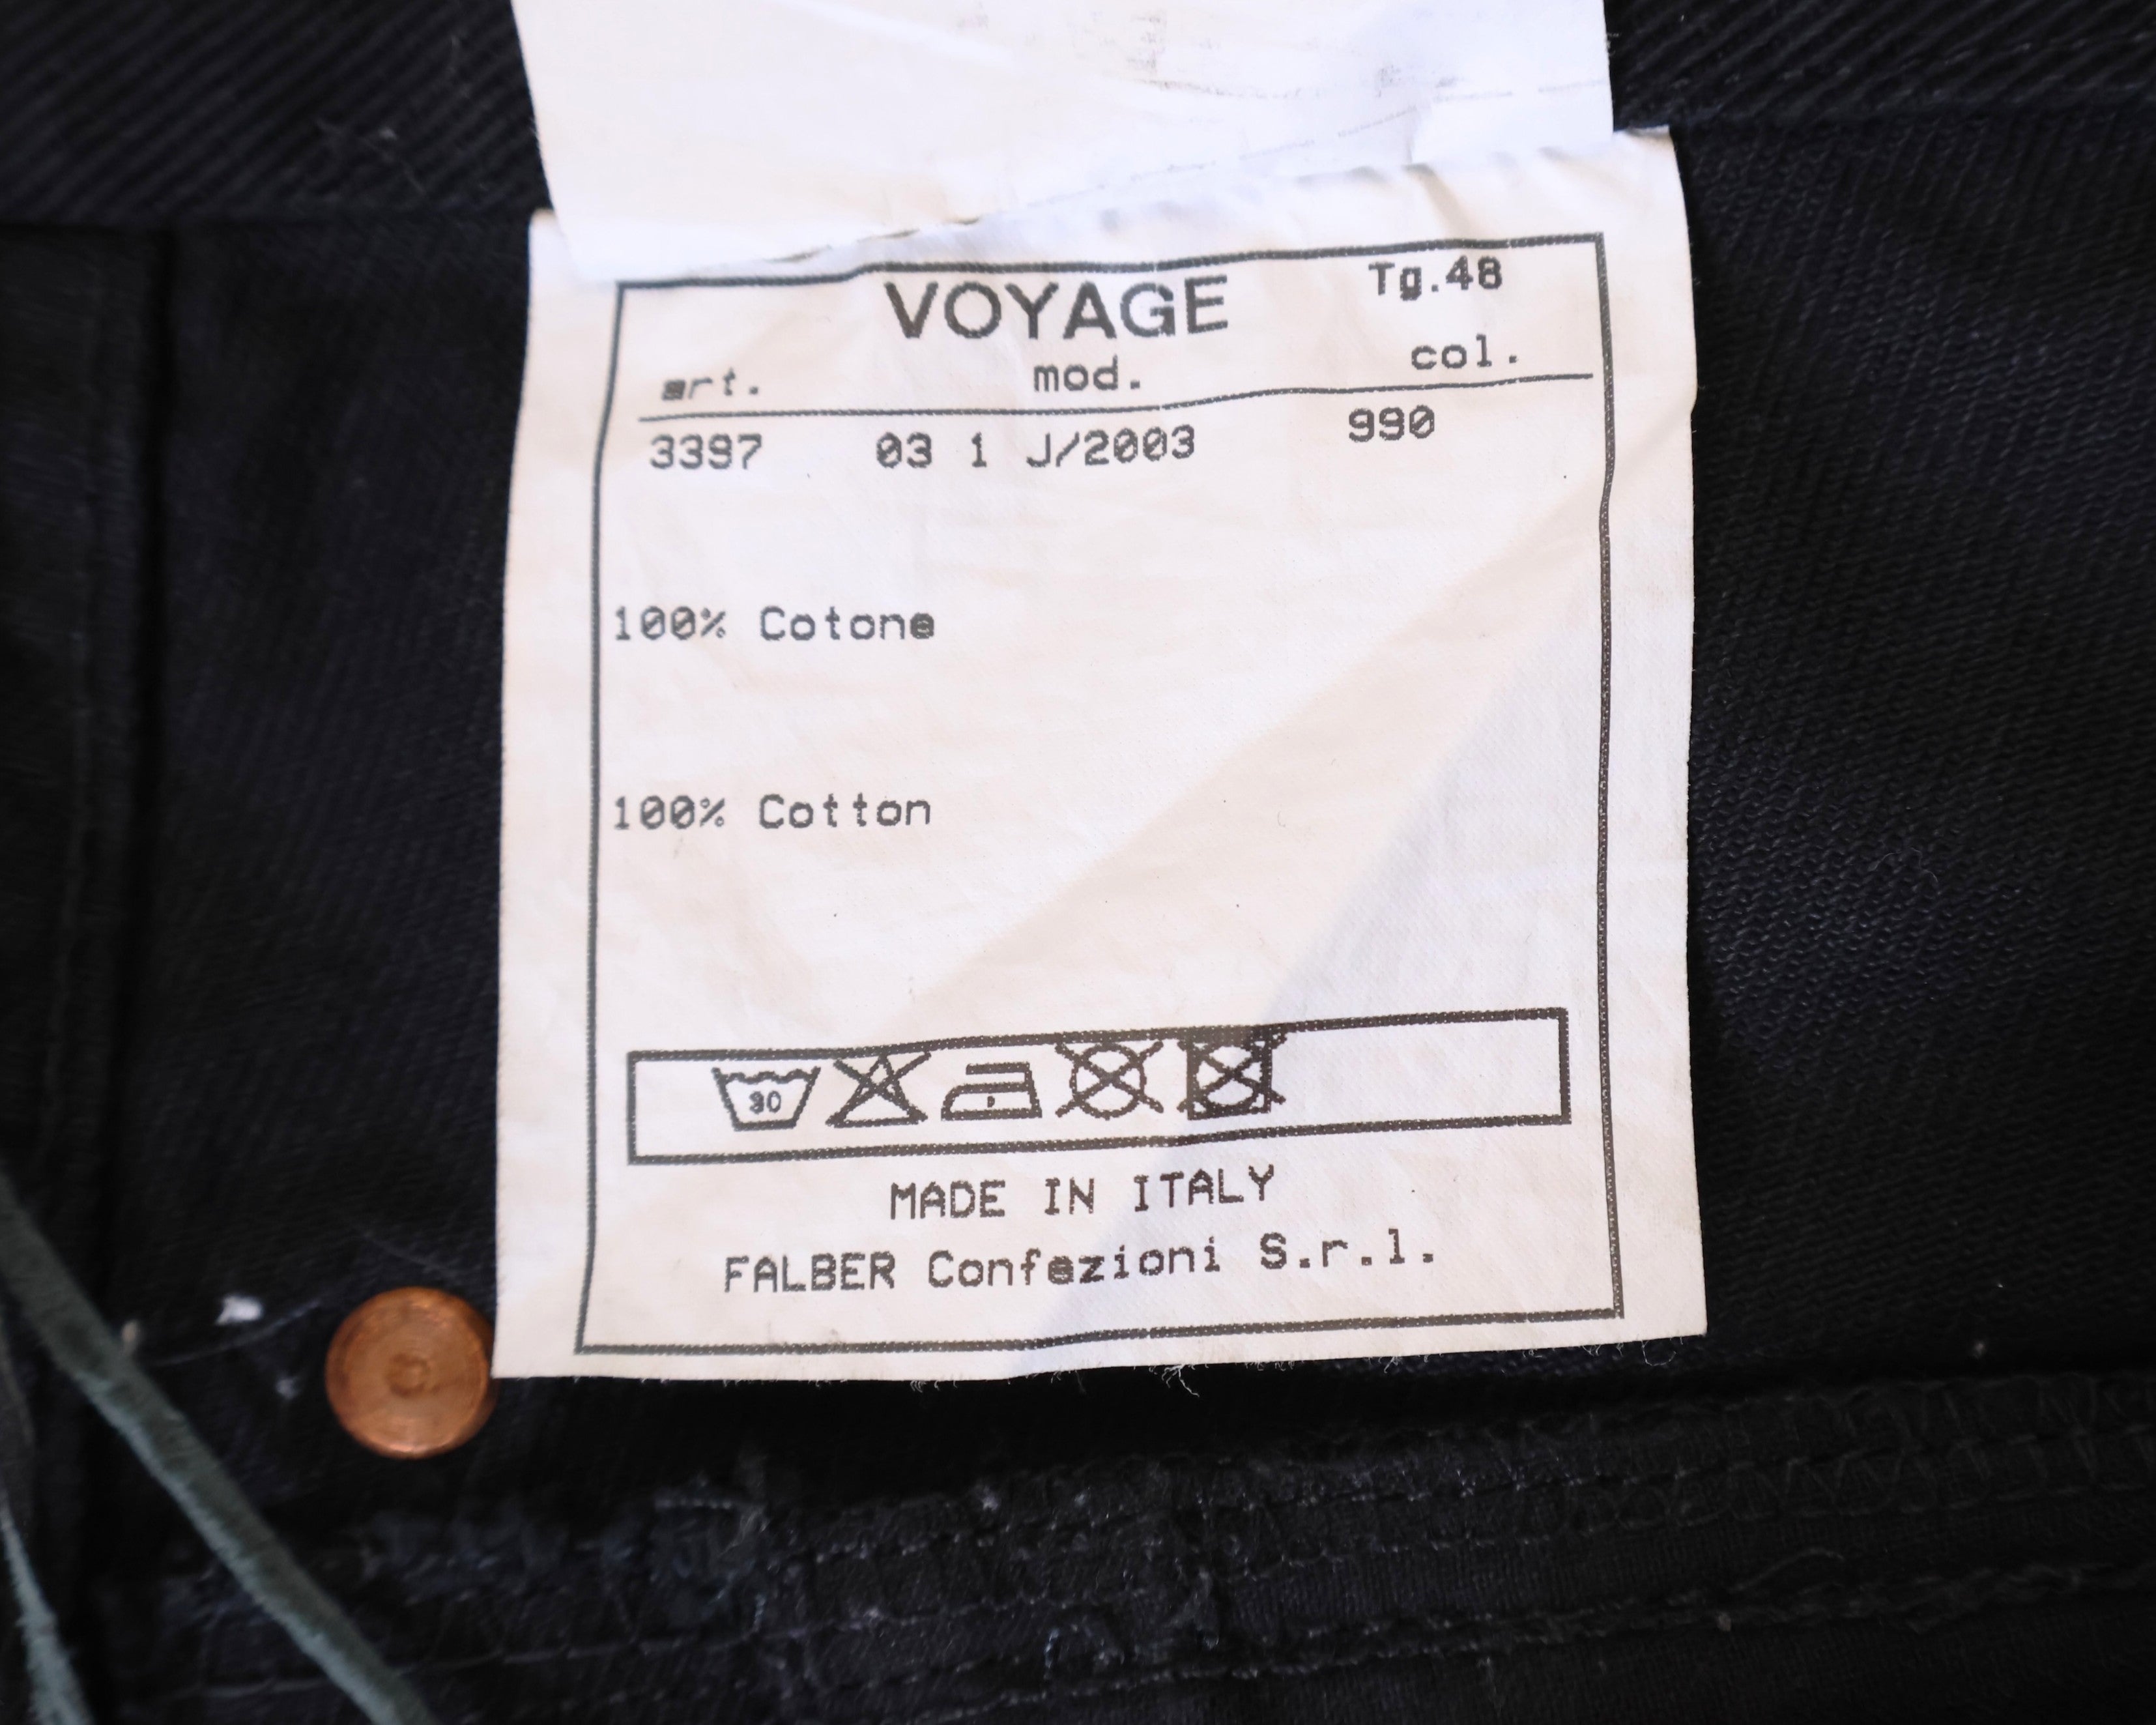 VOYAGE Tg.48
art. mod. col.
3397 03 1 J/2003 990
100% Cotone
100% Cotton
30
MADE IN ITALY
FALBER Confezioni S.r.l.